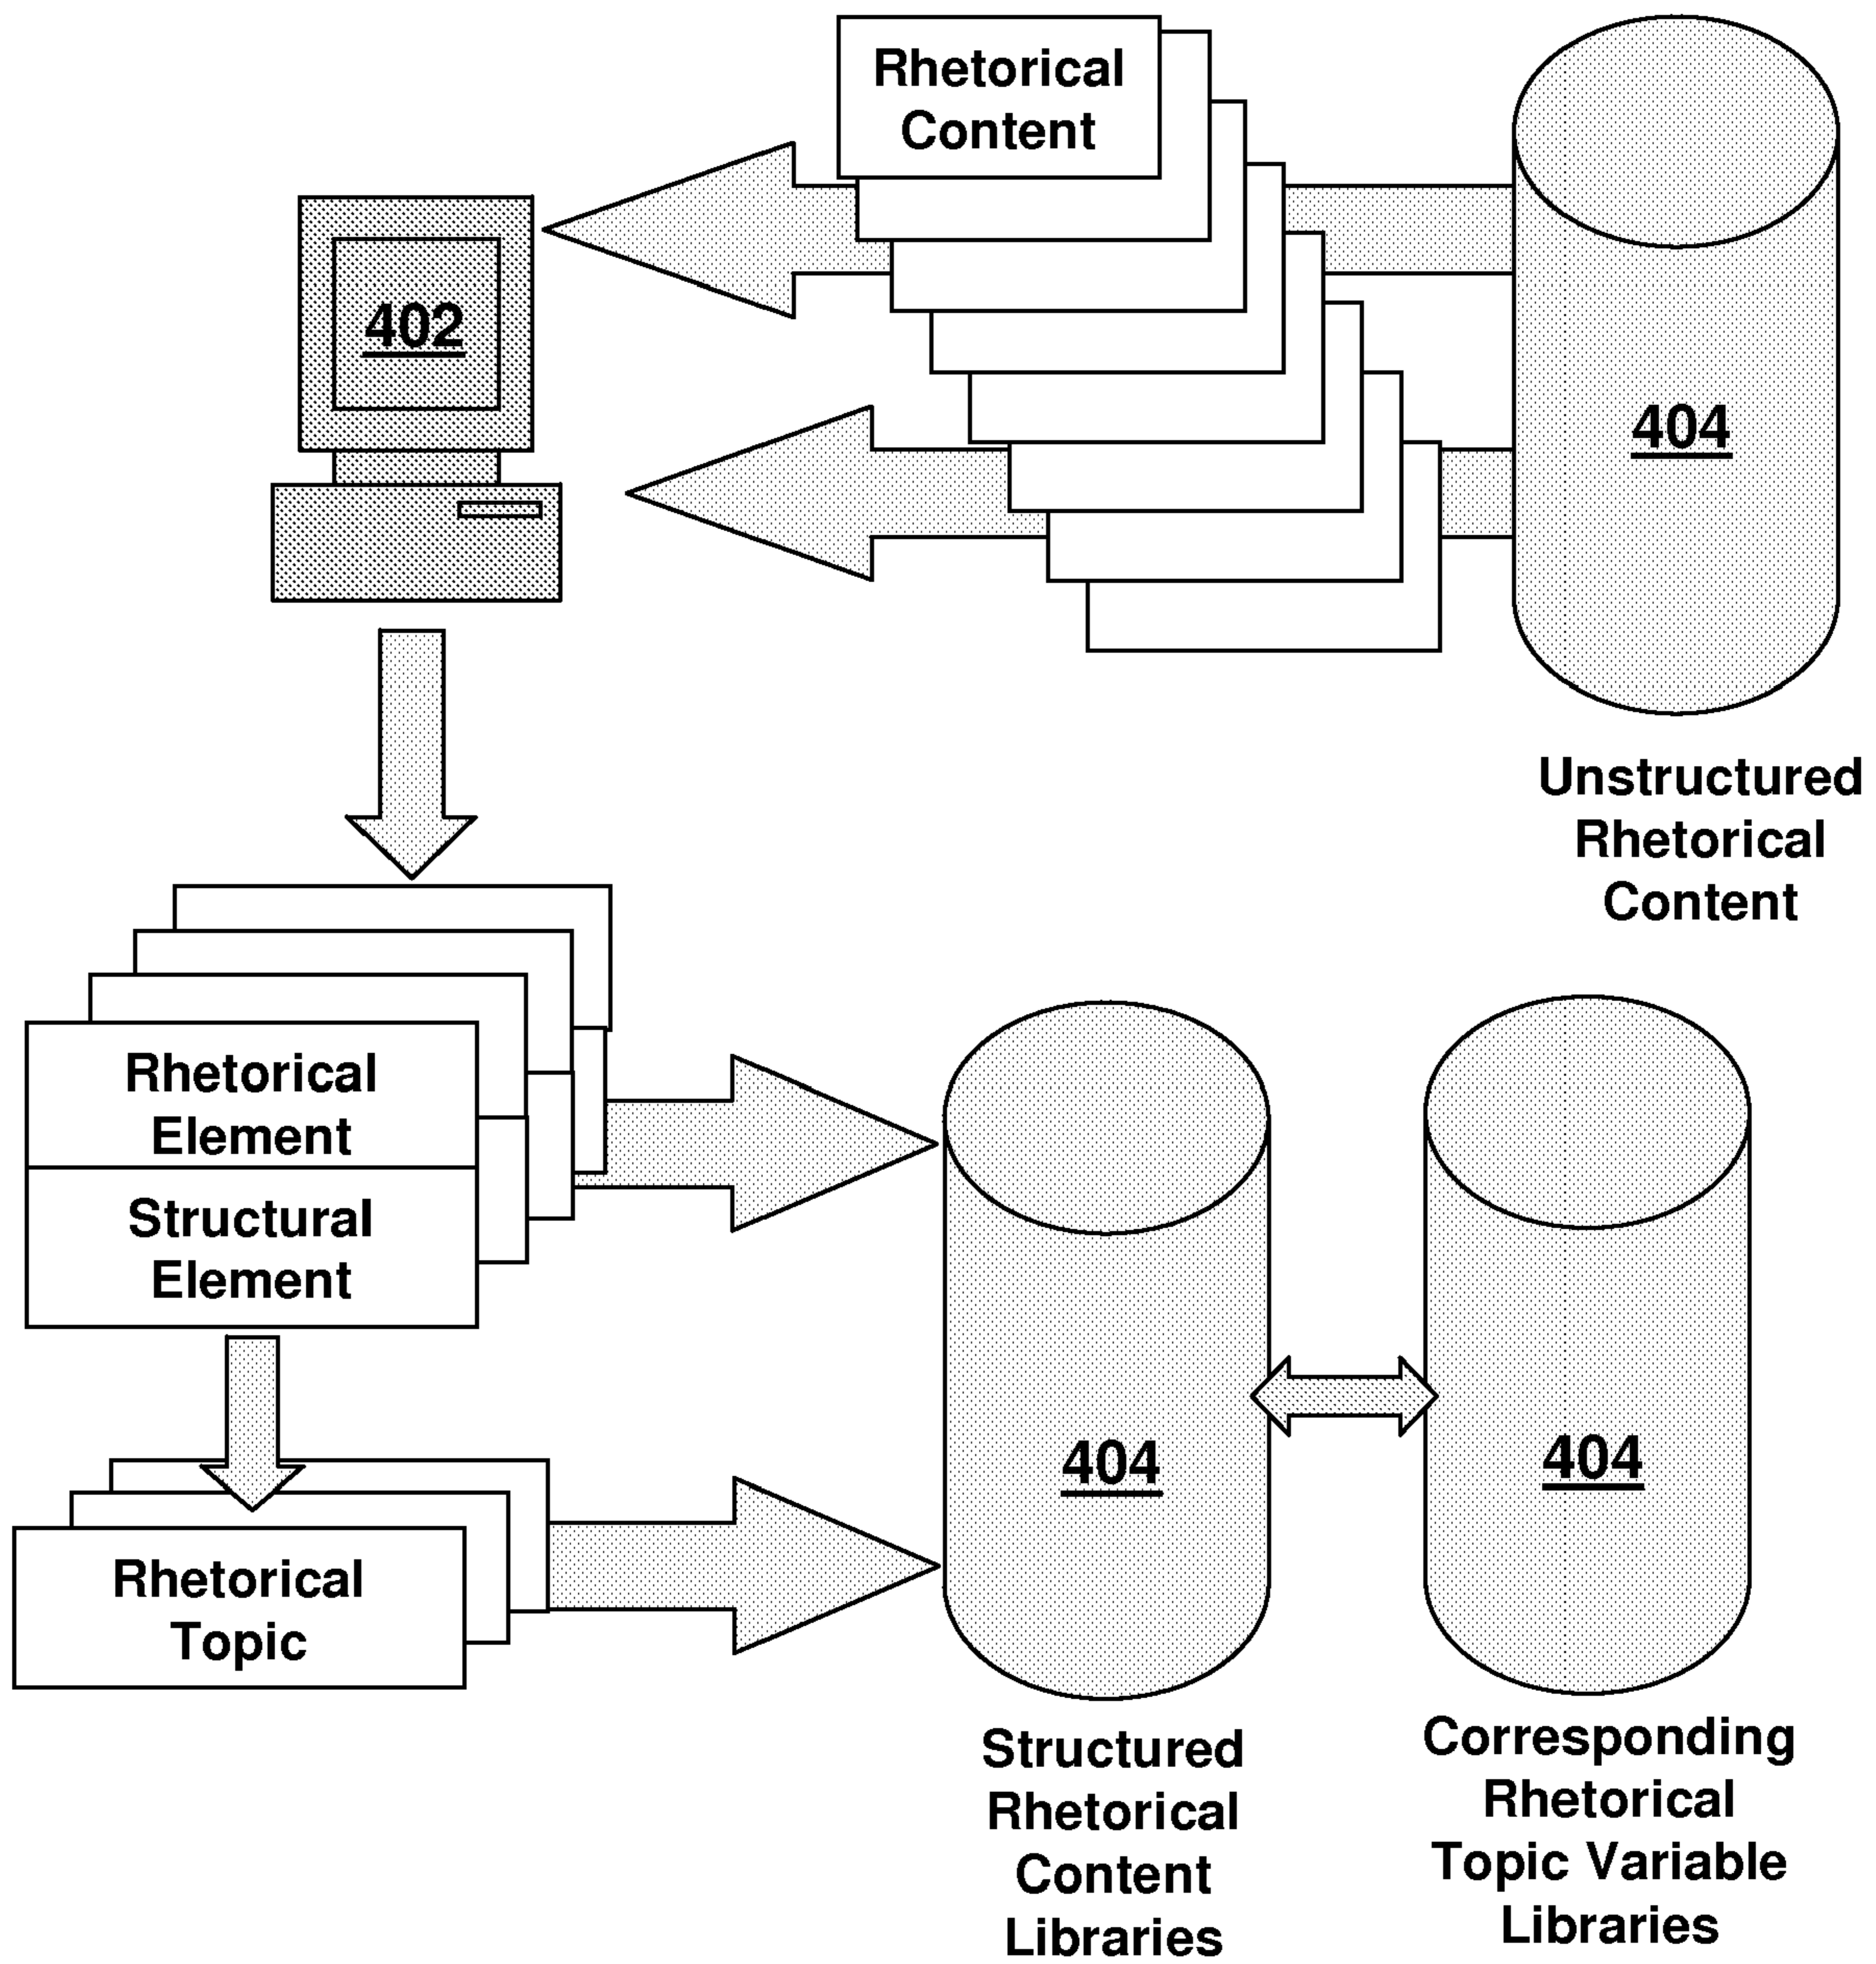 Rhetorical
Content
402
404
Unstructured
Rhetorical
Content
Rhetorical
Element
Structural
Element
Rhetorical
Topic
404
404
Structured
Rhetorical
Content
Libraries
Corresponding
Rhetorical
Topic Variable
Libraries